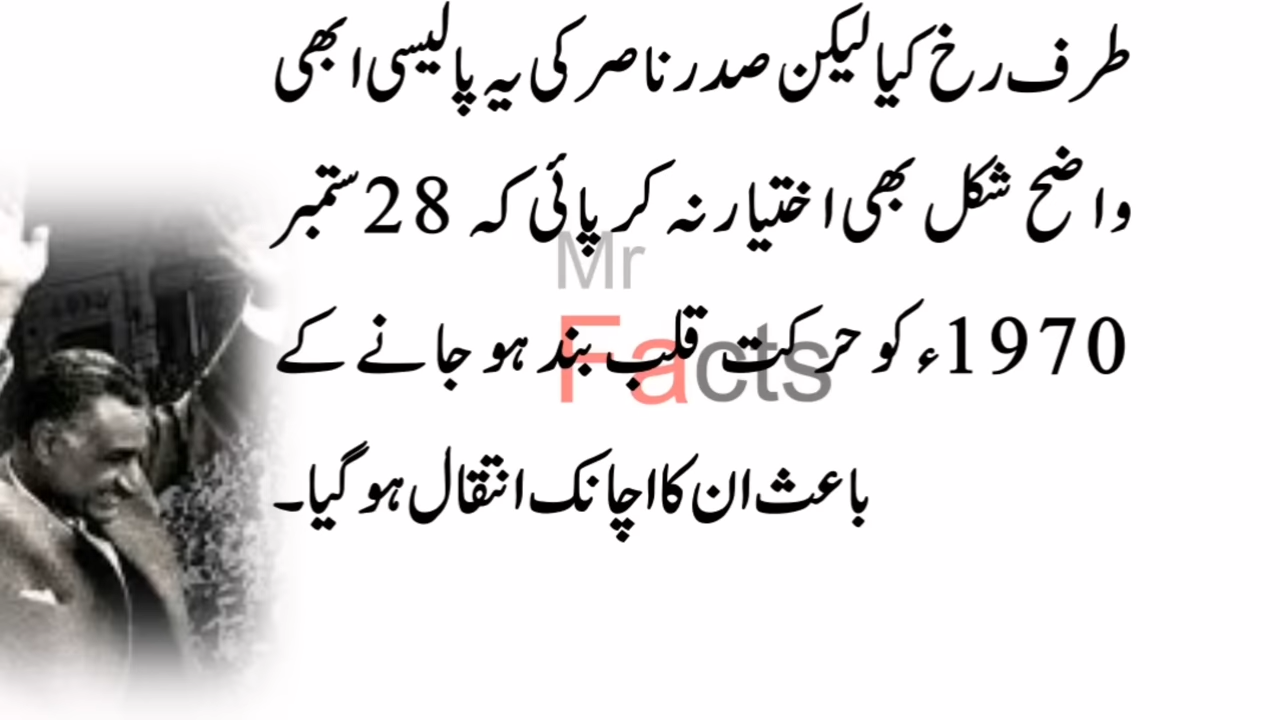 طرف رخ کیا لیکن صدر ناصر کی یہ پالیسی ابھی
واضح شکل بھی اختیار نہ کر پائی کہ 28 ستمبر
1970ء کو حرکت قلب بند ہو جانے کے
باعث ان کا اچانک انتقال ہو گیا۔
Mr
Facts